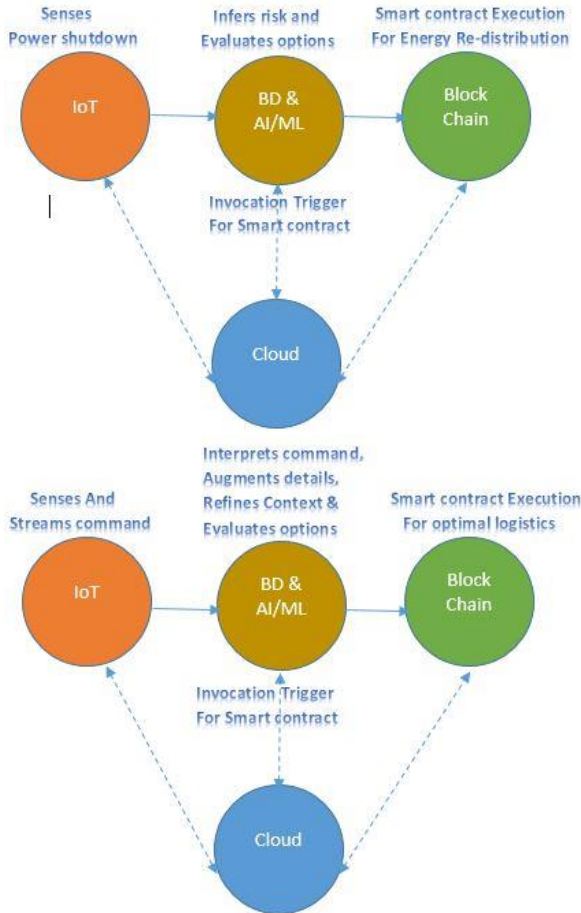 Senses
Power shutdown
Infers risk and
Evaluates options
Smart contract Execution
For Energy Re-distribution
IoT
BD &
AI/ML
Block
Chain
Invocation Trigger
For Smart contract
Cloud
Interprets command,
Augments details,
Refines Context &
Evaluates options
Senses And
Streams command
Smart contract Execution
For optimal logistics
IoT
BD &
AI/ML
Block
Chain
Invocation Trigger
For Smart contract
Cloud